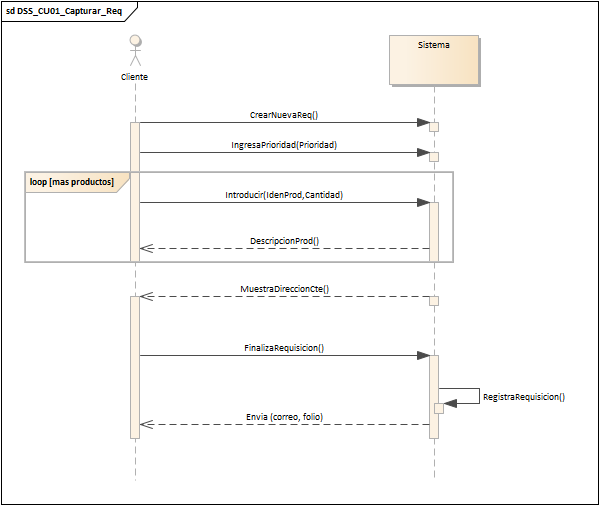 sd DSS_CU01_Capturar_Req
Cliente
Sistema
CrearNuevaReq()
IngresaPrioridad(Prioridad)
loop [mas productos]
Introducir(IdenProd,Cantidad)
DescripcionProd()
MuestraDireccionCte()
FinalizaRequisicion()
RegistraRequisicion()
Envia (correo, folio)